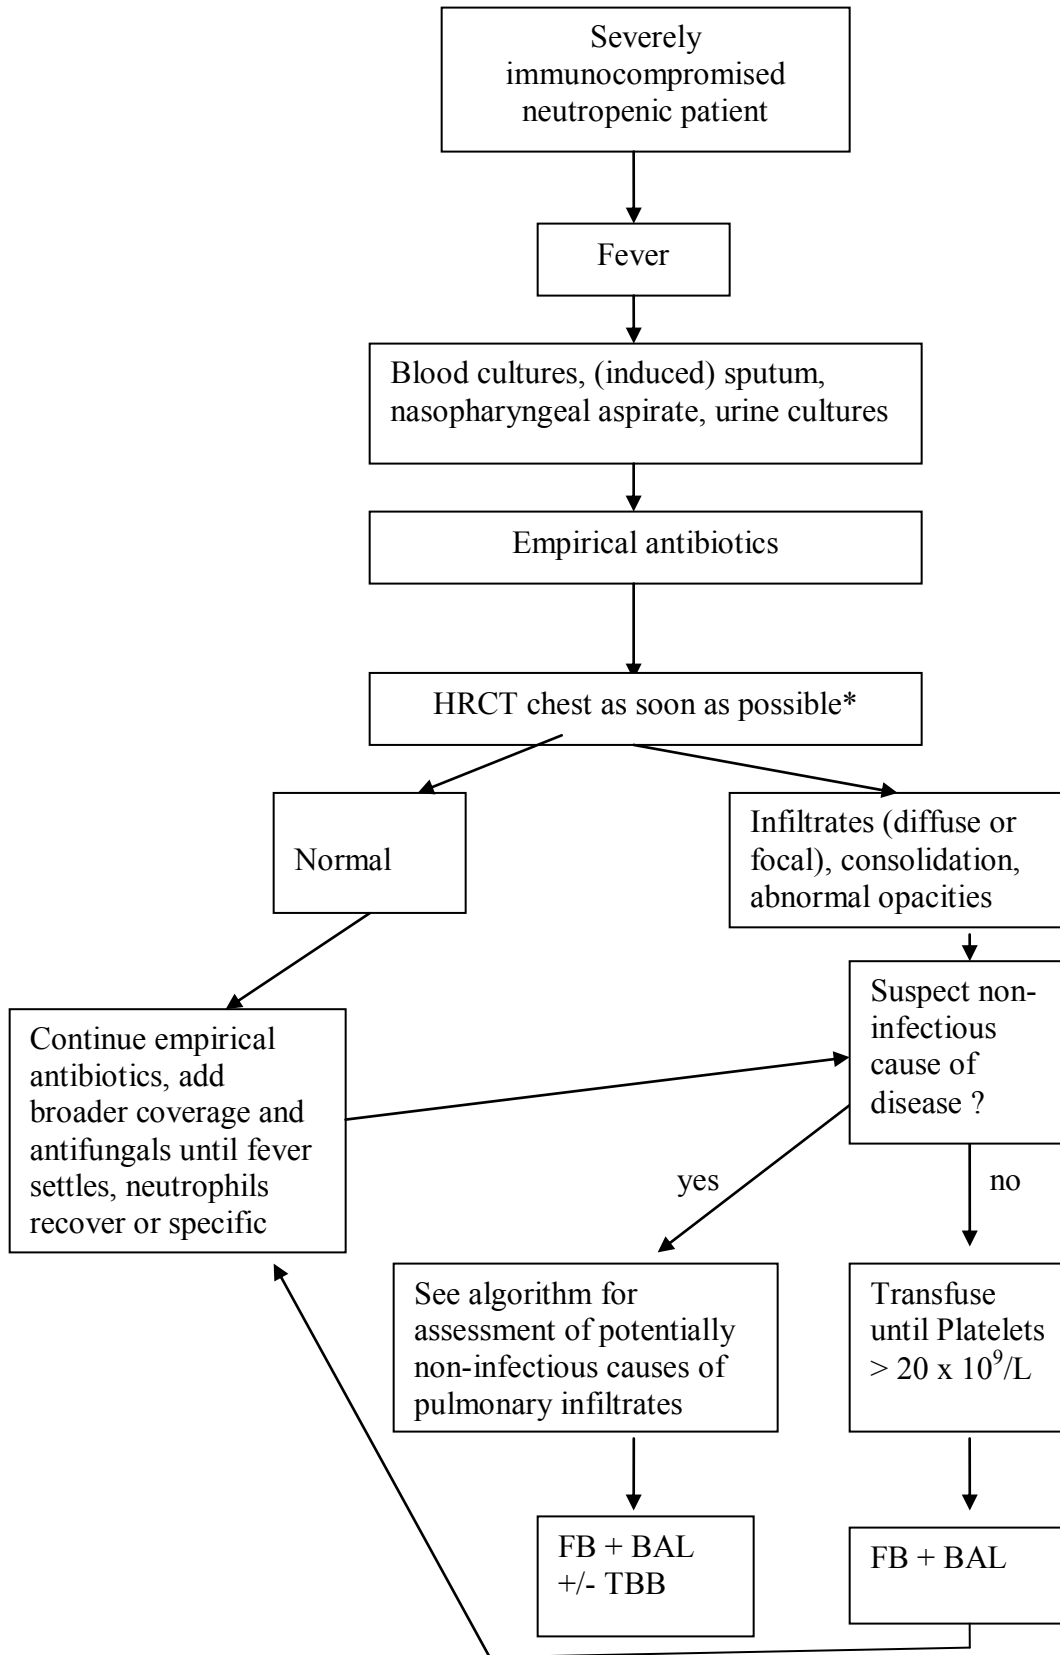 Severely
immunocompromised
neutropenic patient
Fever
Blood cultures, (induced) sputum,
nasopharyngeal aspirate, urine cultures
Empirical antibiotics
HRCT chest as soon as possible*
Normal
Infiltrates (diffuse or
focal), consolidation,
abnormal opacities
Continue empirical
antibiotics, add
broader coverage and
antifungals until fever
settles, neutrophils
recover or specific
Suspect non-
infectious
cause of
disease ?
yes
no
See algorithm for
assessment of potentially
non-infectious causes of
pulmonary infiltrates
Transfuse
until Platelets
> 20 x 10⁹/L
FB + BAL
+/- TBB
FB + BAL